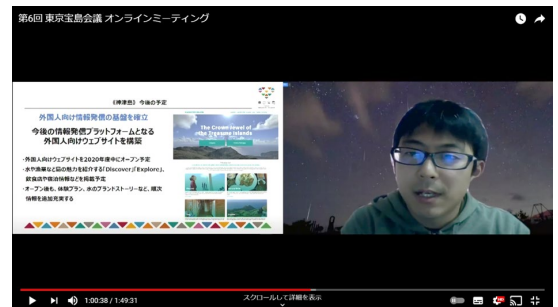 第6回 東京宝島会議 オンラインミーティング
《神津島》 今後の予定
外国人向け情報発信の基盤を確立
今後の情報発信プラットフォームとなる
外国人向けウェブサイトを構築
・外国人向けウェブサイトを2020年度中にオープン予定
・水や漁業など島の魅力を紹介する「Discover」「Explore」、
飲食店や宿泊情報などを掲載予定
・オープン後も、体験プラン、水のブランドストーリーなど、順次
情報を追加充実する
The Crown Jewel of
the Treasure Islands
1:00:38 / 1:49:31
スクロールして詳細を表示